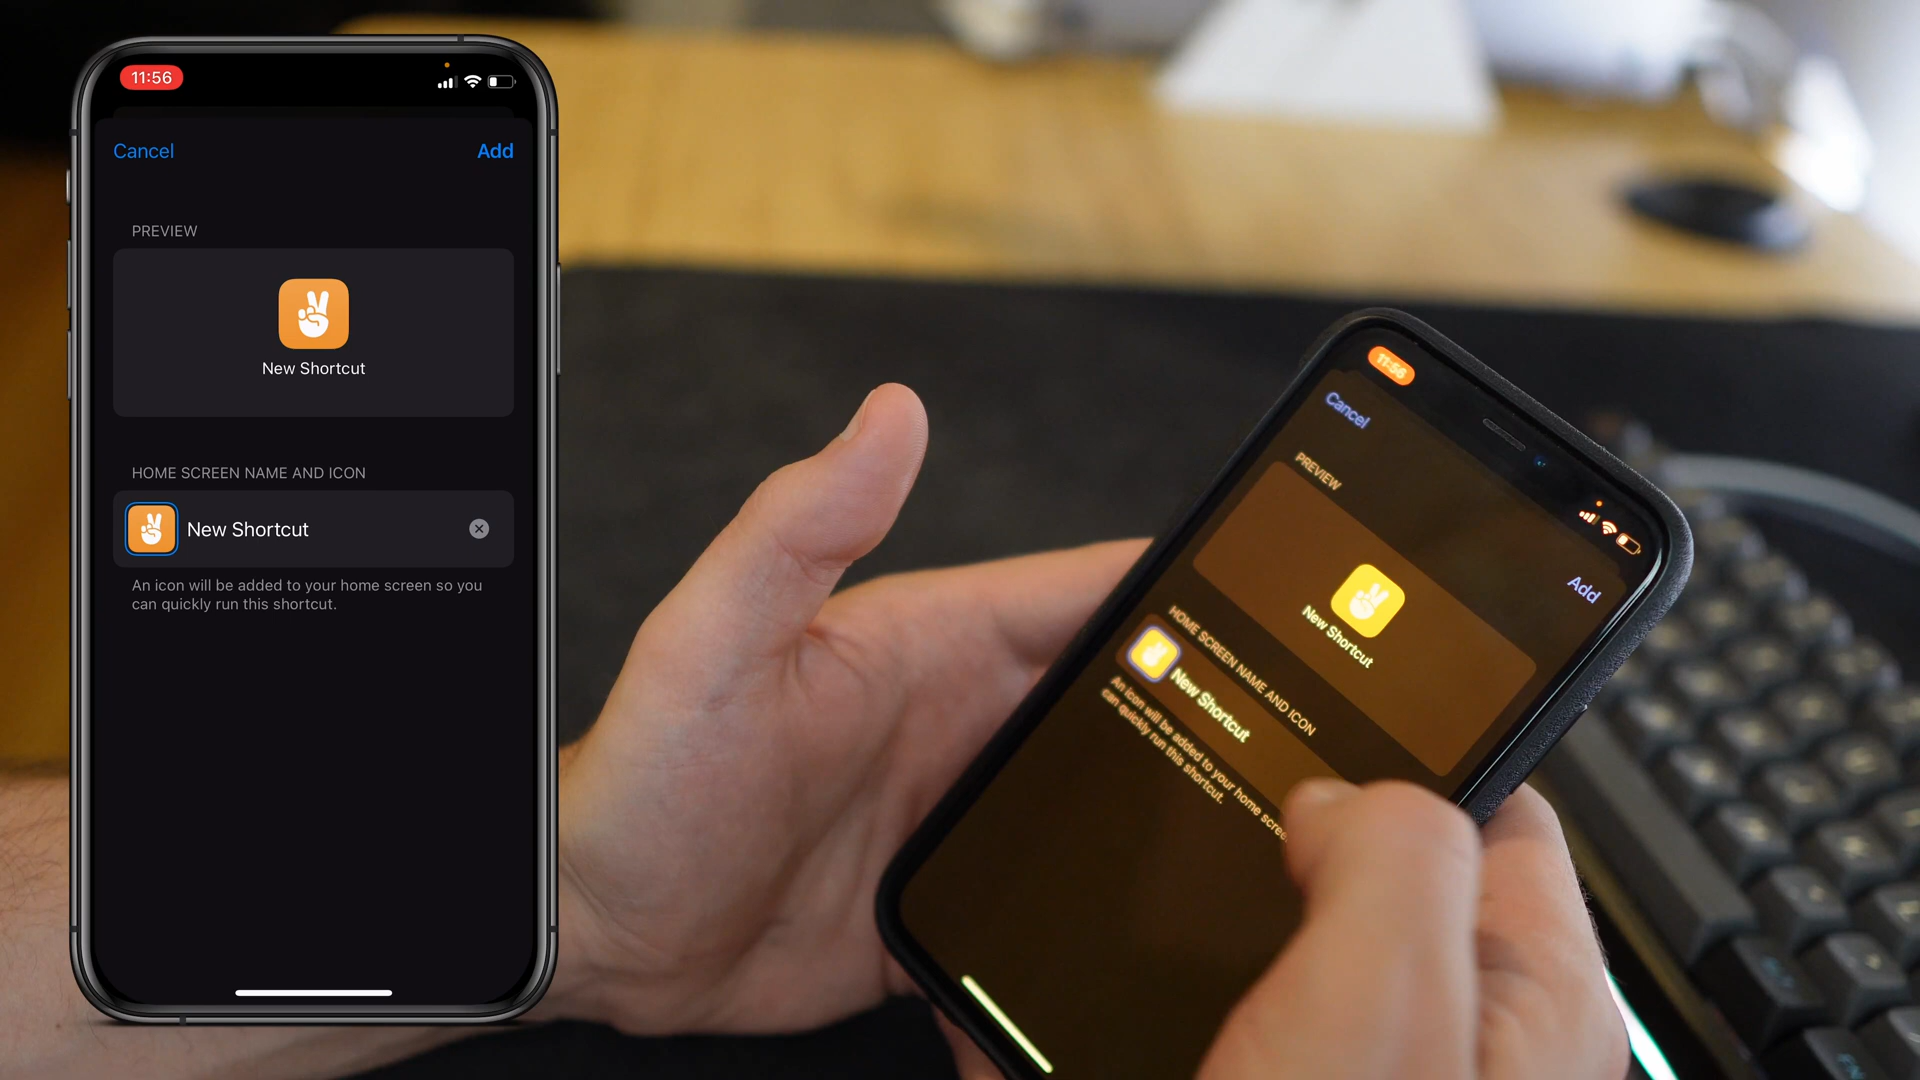 11:56
Cancel
Add
PREVIEW
New Shortcut
HOME SCREEN NAME AND ICON
New Shortcut
An icon will be added to your home screen so you
can quickly run this shortcut.
11:56
Cancel
Add
PREVIEW
New Shortcut
HOME SCREEN NAME AND ICON
New Shortcut
An icon will be added to your home scree
can quickly run this shortcut.